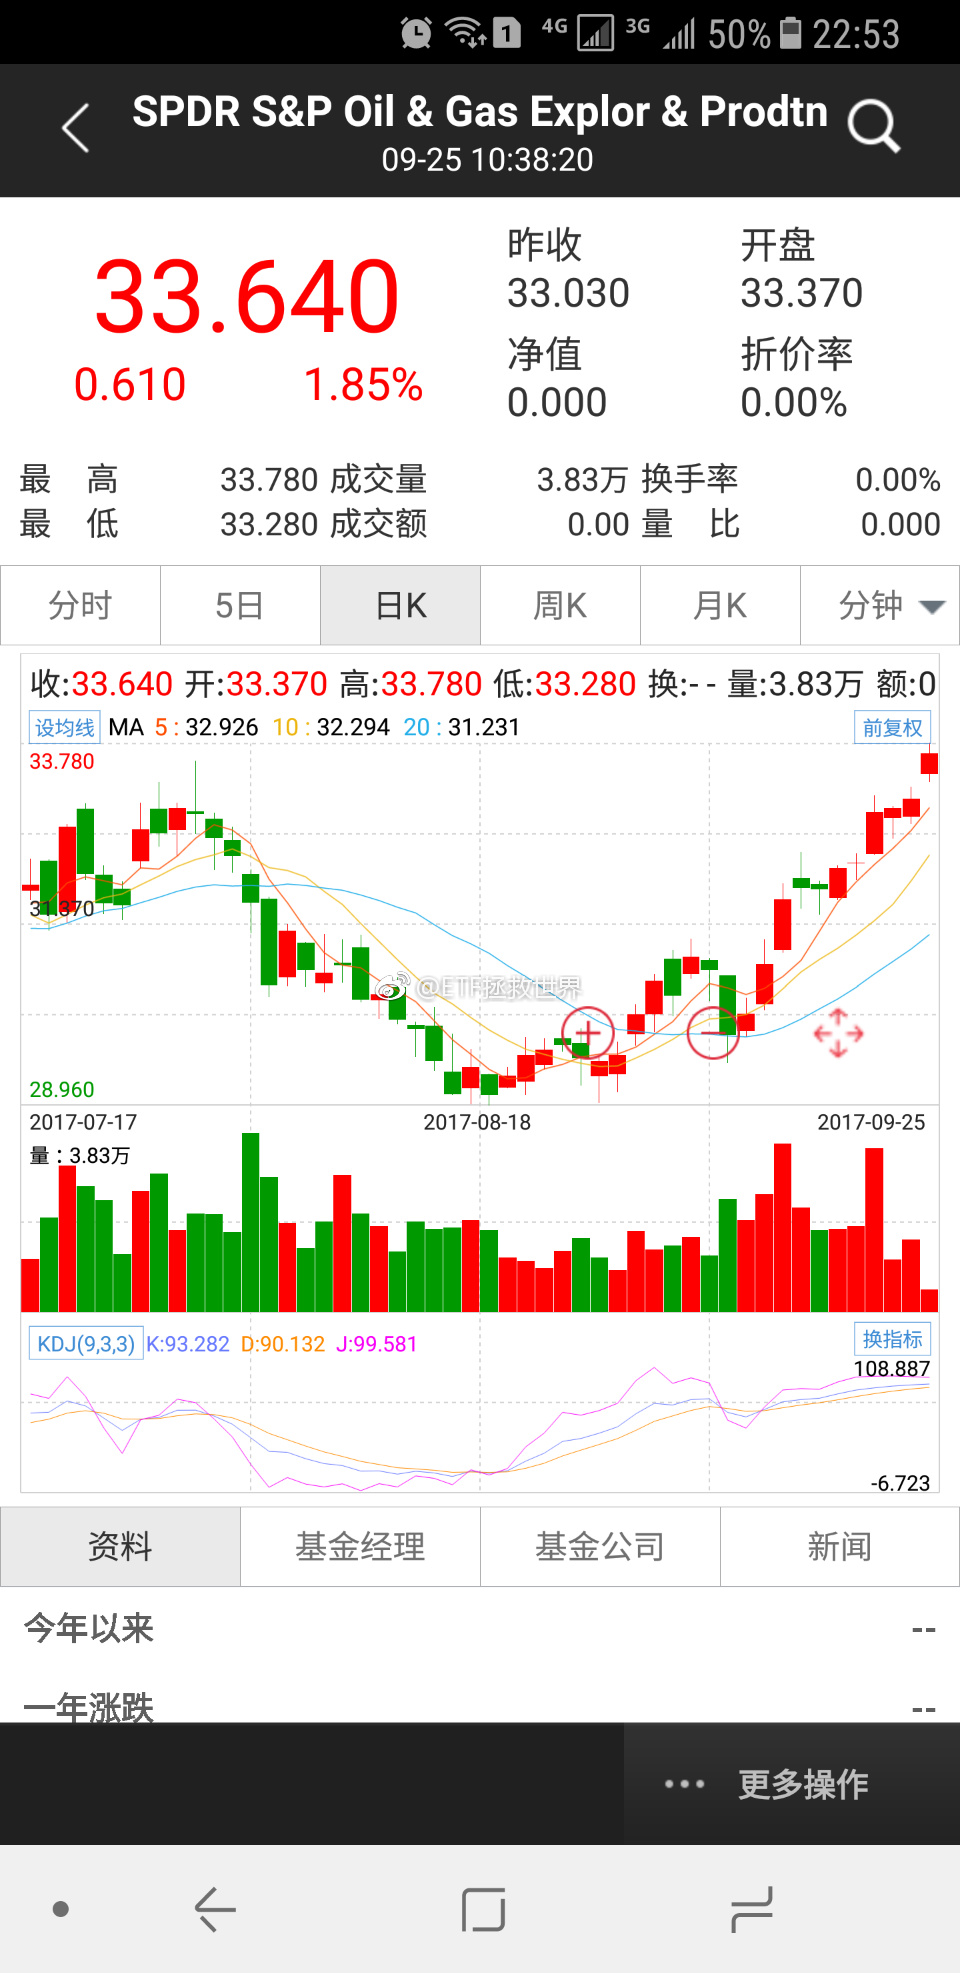 1 4G 3G 50% 22:53
SPDR S&P Oil & Gas Explor & Prodtn
09-25 10:38:20
33.640
0.610 1.85%
昨收 开盘
33.030 33.370
净值 折价率
0.000 0.00%
最 高 33.780 成交量 3.83万 换手率 0.00%
最 低 33.280 成交额 0.00 量 比 0.000
分时 5日 日K 周K 月K 分钟
收:33.640 开:33.370 高:33.780 低:33.280 换:-- 量:3.83万 额:0
设均线 MA 5:32.926 10:32.294 20:31.231 前复权
33.780
31.370
@ETF拯救世界
28.960
2017-07-17 2017-08-18 2017-09-25
量:3.83万
KDJ(9,3,3) K:93.282 D:90.132 J:99.581 换指标
108.887
-6.723
资料 基金经理 基金公司 新闻
今年以来 --
一年涨跌 --
更多操作